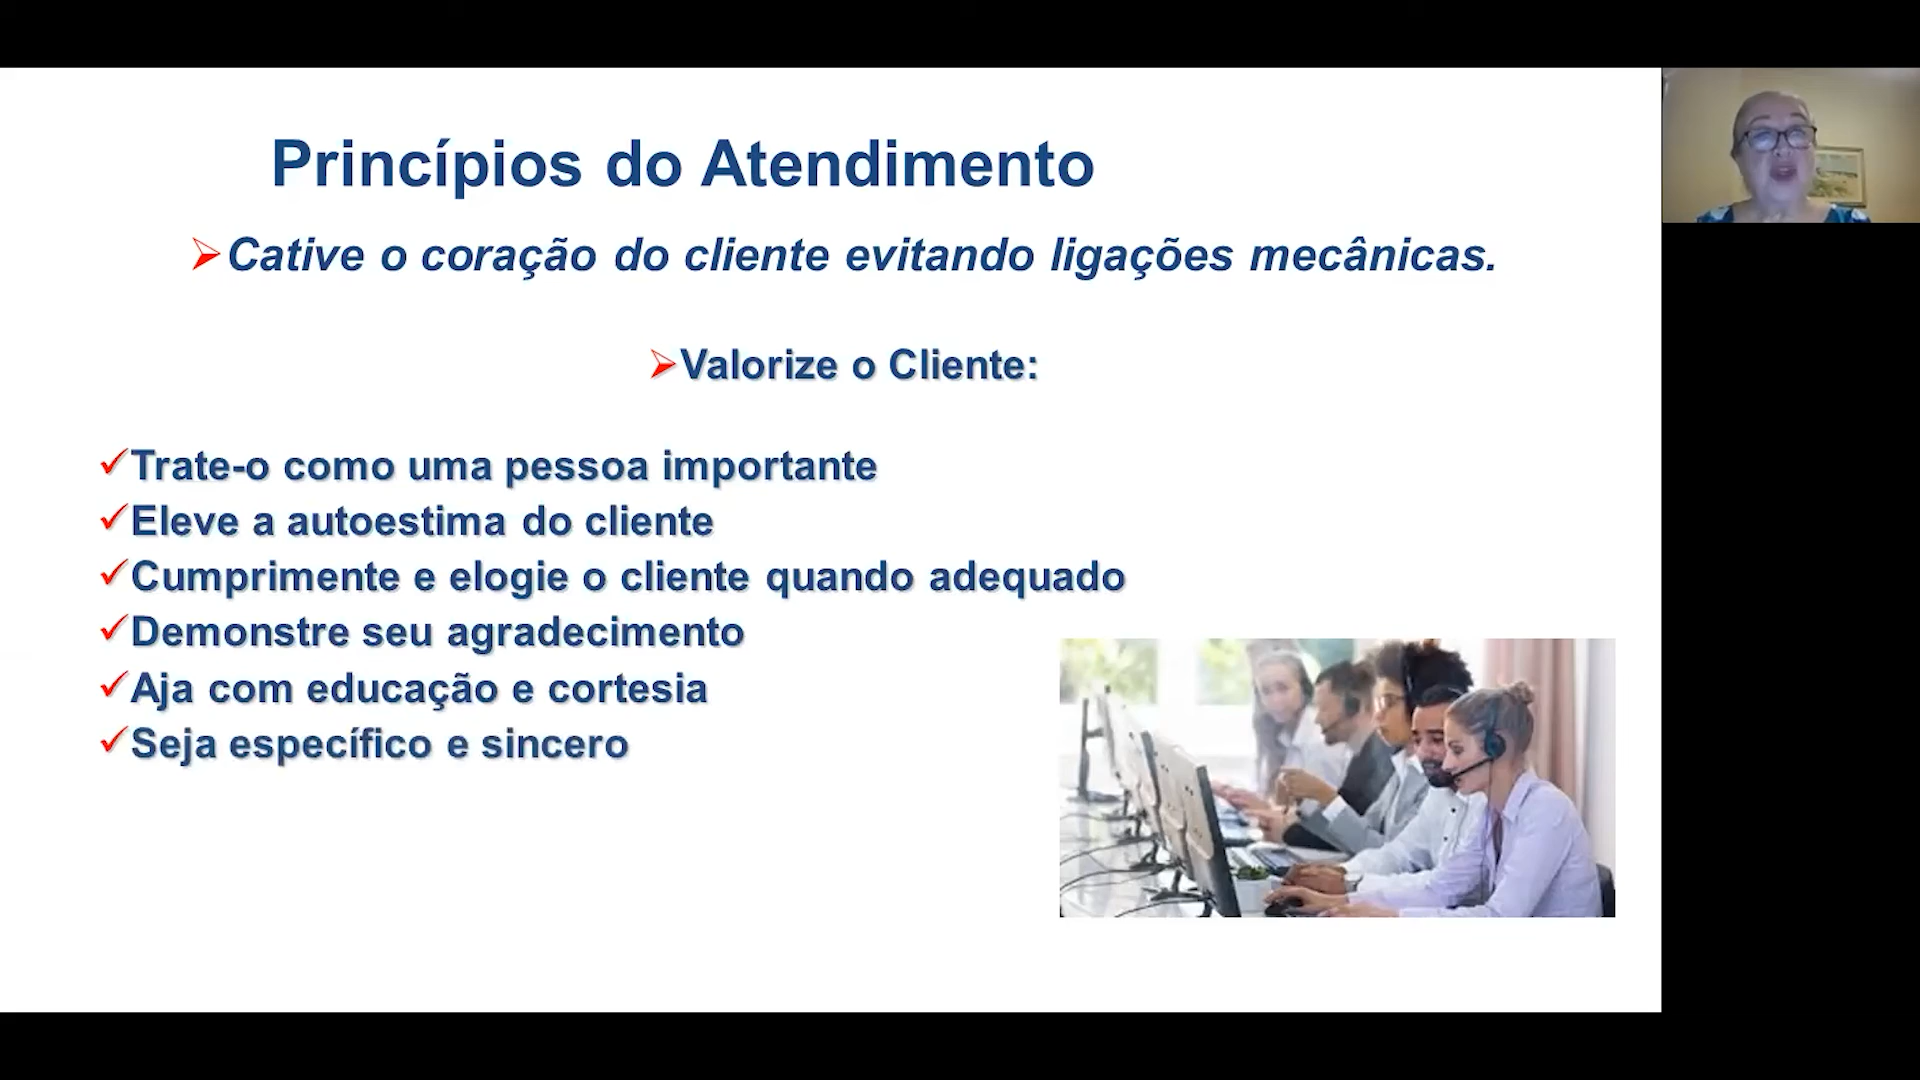 Princípios do Atendimento
Cative o coração do cliente evitando ligações mecânicas.
Valorize o Cliente:
Trate-o como uma pessoa importante
Eleve a autoestima do cliente
Cumprimente e elogie o cliente quando adequado
Demonstre seu agradecimento
Aja com educação e cortesia
Seja específico e sincero